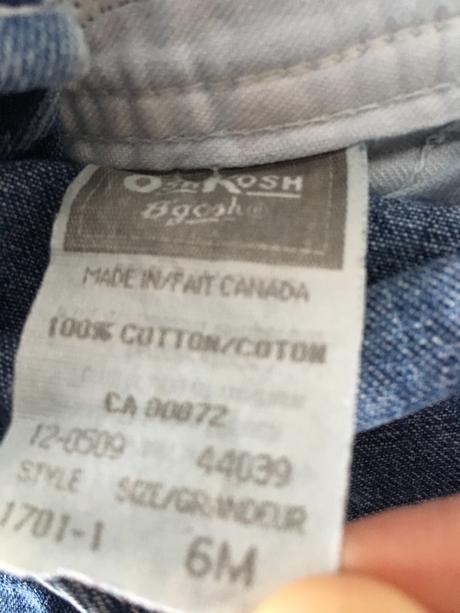 OSHKOSH
B'gosh®
MADE IN/FAIT CANADA
100% COTTON/COTON
CA 00872
12-0509 44039
STYLE SIZE/GRANDEUR
1701-1 6M